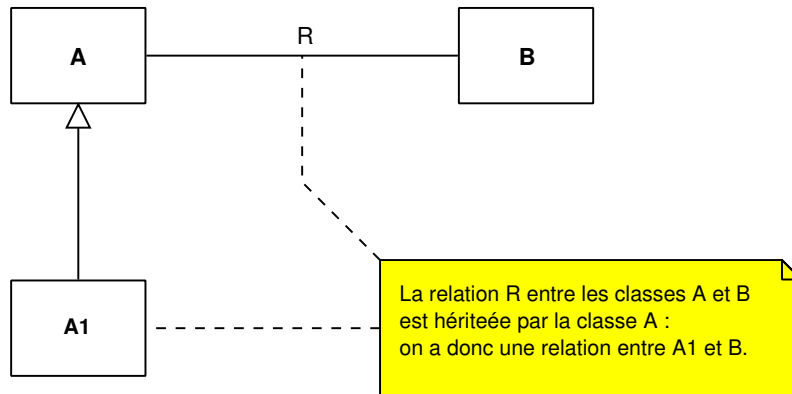 A
R
B
A1
La relation R entre les classes A et B
est hériteée par la classe A :
on a donc une relation entre A1 et B.